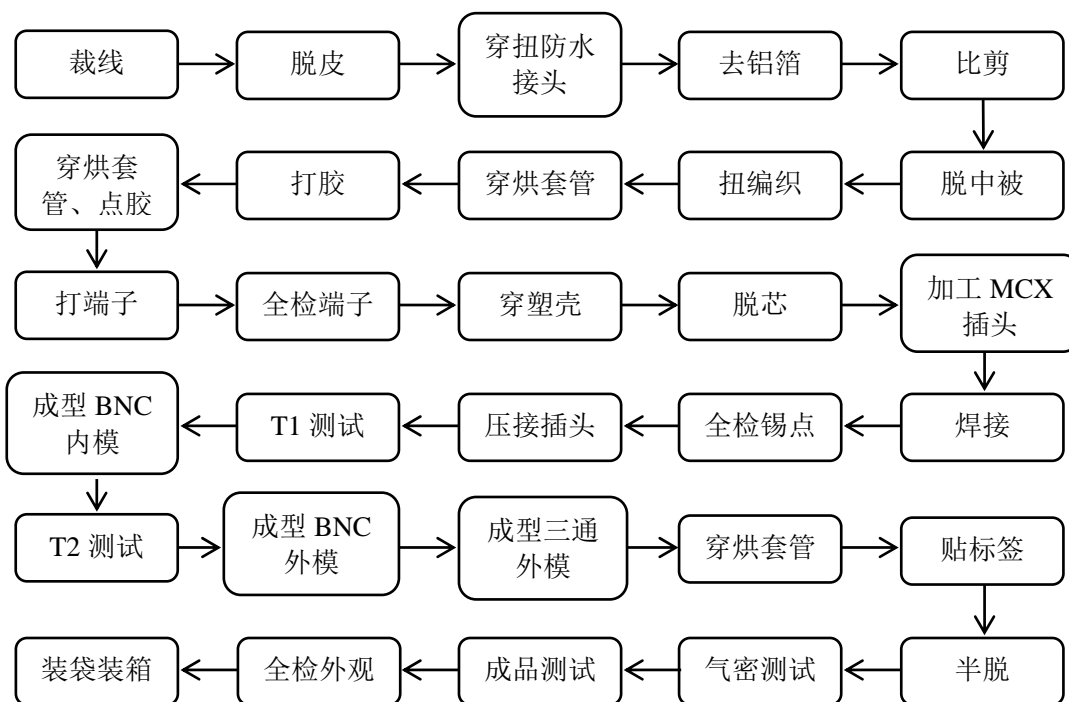 裁线
脱皮
穿扭防水
接头
去铝箔
比剪
穿烘套
管、点胶
打胶
穿烘套管
扭编织
脱中被
打端子
全检端子
穿塑壳
脱芯
加工 MCX
插头
成型 BNC
内模
T1 测试
压接插头
全检锡点
焊接
T2 测试
成型 BNC
外模
成型三通
外模
穿烘套管
贴标签
装袋装箱
全检外观
成品测试
气密测试
半脱